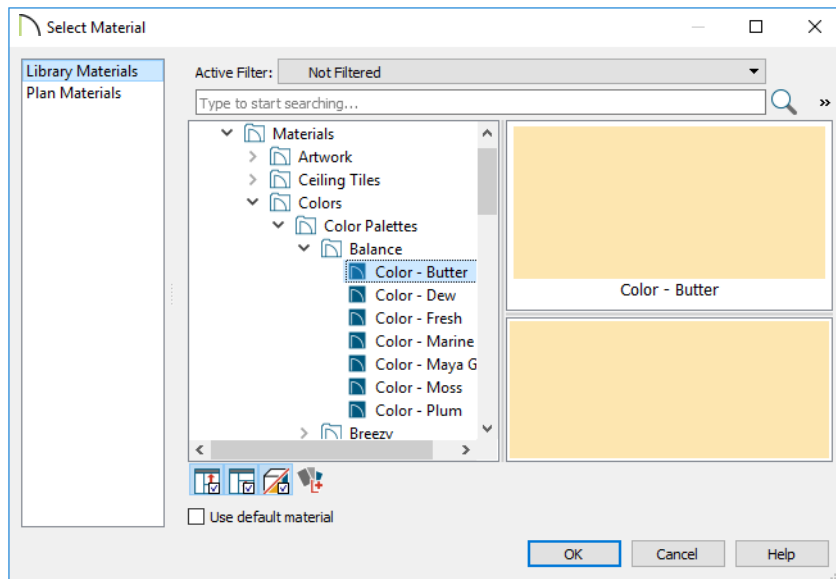 Select Material
Library Materials
Plan Materials
Active Filter: Not Filtered
Type to start searching...
»
Materials
Artwork
Ceiling Tiles
Colors
Color Palettes
Balance
Color - Butter
Color - Dew
Color - Fresh
Color - Marine
Color - Maya G
Color - Moss
Color - Plum
Breezy
Color - Butter
Use default material
OK Cancel Help